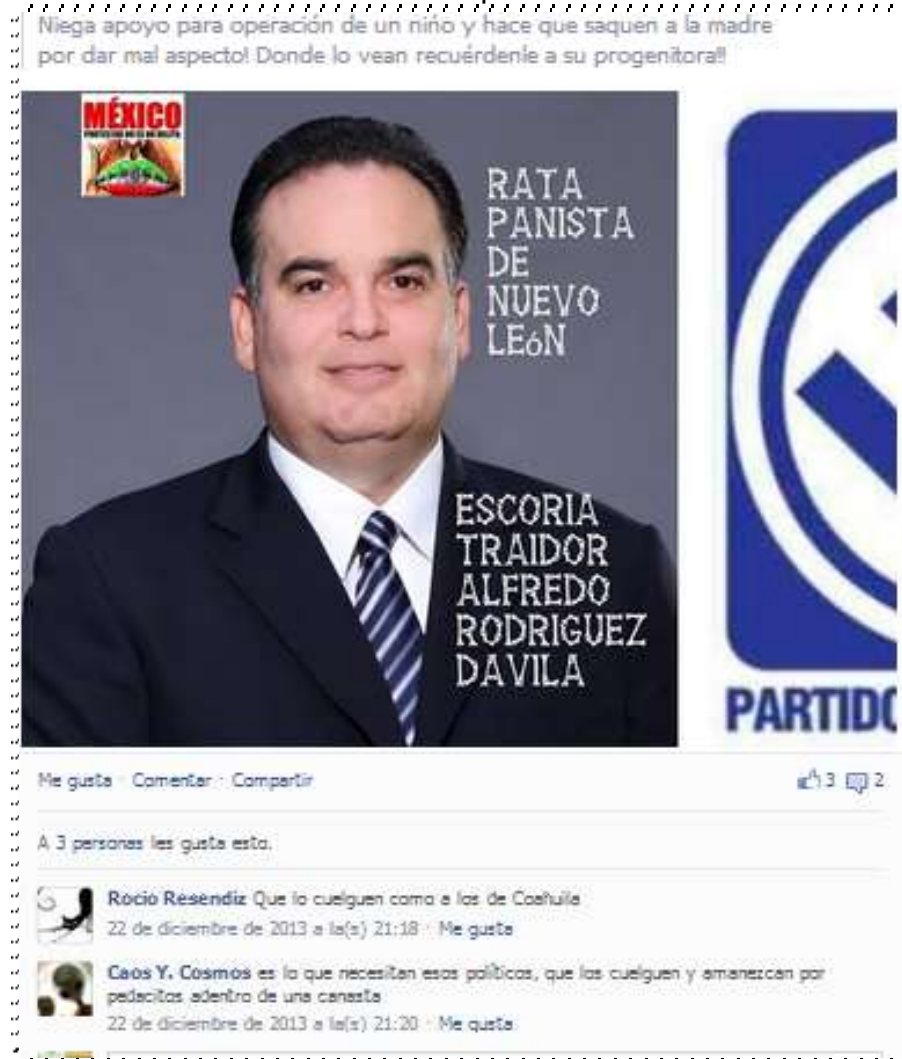 Niega apoyo para operación de un niño y hace que saquen a la madre
por dar mal aspecto! Donde lo vean recuérdenle a su progenitora!!
MÉXICO
RATA
PANISTA
DE
NUEVO
LEóN
ESCORIA
TRAIDOR
ALFREDO
RODRIGUEZ
DAVILA
PARTIDO
Me gusta · Comentar · Compartir
3 2
A 3 personas les gusta esto.
Rocio Resendiz Que lo cuelguen como a los de Coahuila
22 de diciembre de 2013 a la(s) 21:18 · Me gusta
Caos Y. Cosmos es lo que necesitan esos políticos, que los cuelguen y amanezcan por
pedacitos adentro de una canasta
22 de diciembre de 2013 a la(s) 21:20 · Me gusta